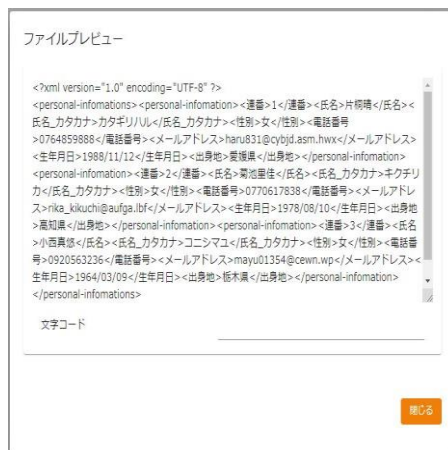 ファイルプレビュー
<?xml version="1.0" encoding="UTF-8" ?>
<personal-infomations><personal-infomation><連番>1</連番><氏名>片桐晴</氏名><
氏名_カタカナ>カタギリハル</氏名_カタカナ><性別>女</性別><電話番号
>0764859888</電話番号><メールアドレス>haru831@cybjd.asm.hwx</メールアドレス>
<生年月日>1988/11/12</生年月日><出身地>愛媛県</出身地></personal-infomation>
<personal-infomation><連番>2</連番><氏名>菊池里佳</氏名><氏名_カタカナ>キクチリ
カ</氏名_カタカナ><性別>女</性別><電話番号>0770617838</電話番号><メールアドレ
ス>rika_kikuchi@aufga.lbf</メールアドレス><生年月日>1978/08/10</生年月日><出身地
>高知県</出身地></personal-infomation><personal-infomation><連番>3</連番><氏名
>小西真悠</氏名><氏名_カタカナ>コニシマユ</氏名_カタカナ><性別>女</性別><電話番
号>0920563236</電話番号><メールアドレス>mayu01354@cewn.wp</メールアドレス><
生年月日>1964/03/09</生年月日><出身地>栃木県</出身地></personal-infomation>
</personal-infomations>
文字コード
閉じる